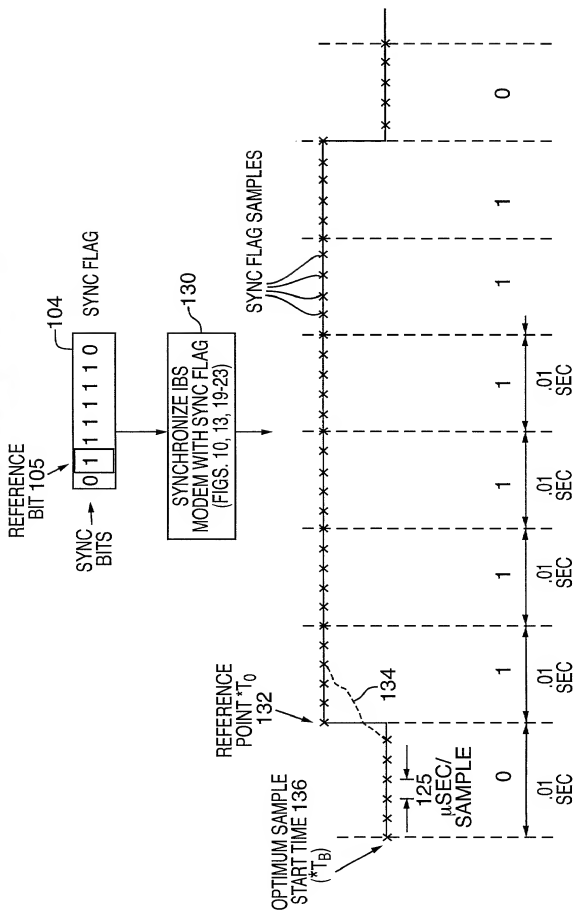 REFERENCE
BIT 105
104
SYNC
BITS
0 1 1 1 1 1 1 0
SYNC FLAG
130
SYNCHRONIZE IBS
MODEM WITH SYNC FLAG
(FIGS. 10, 13, 19-23)
SYNC FLAG SAMPLES
REFERENCE
POINT *T0
132
134
OPTIMUM SAMPLE
START TIME 136
(*TB)
125
µSEC/
SAMPLE
0 1 1 1 1 1 1 0
.01 .01 .01 .01 .01
SEC SEC SEC SEC SEC